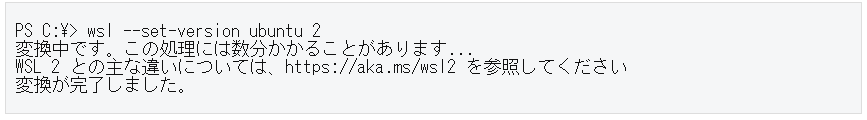 PS C:¥> wsl --set-version ubuntu 2
変換中です。この処理には数分かかることがあります...
WSL 2 との主な違いについては、https://aka.ms/wsl2 を参照してください
変換が完了しました。